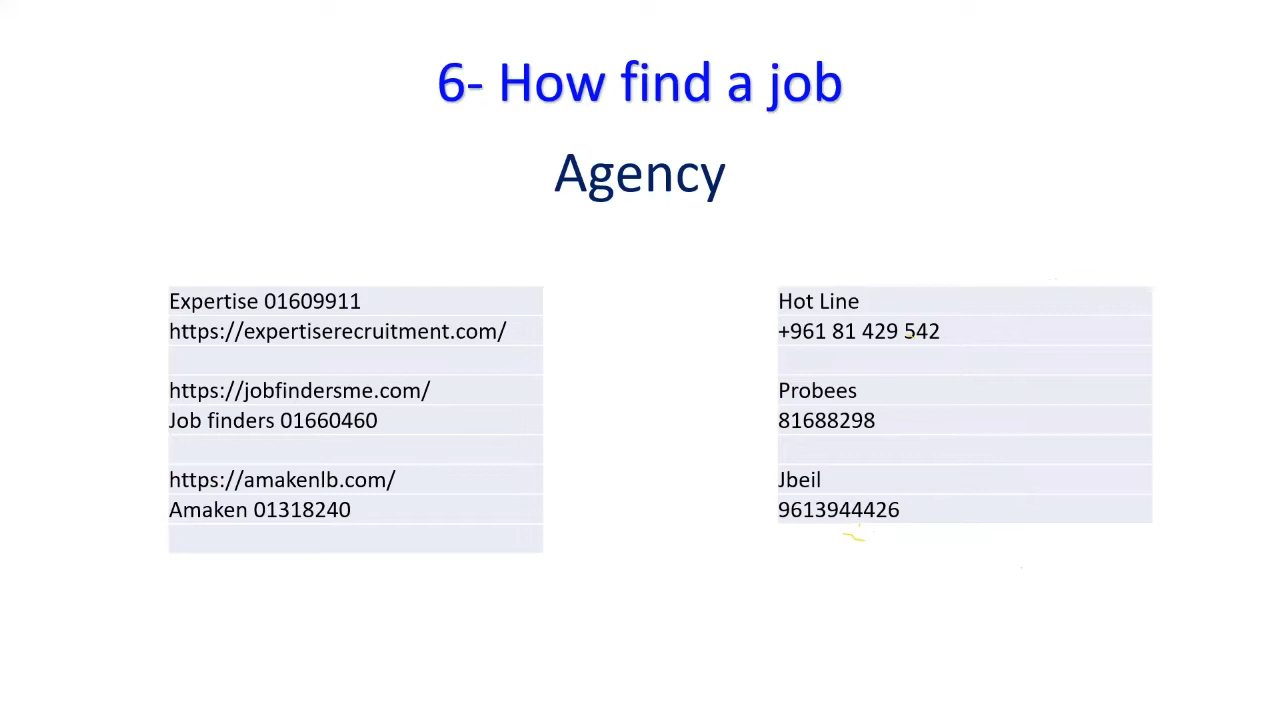 6- How find a job
Agency
Expertise 01609911
https://expertiserecruitment.com/
https://jobfindersme.com/
Job finders 01660460
https://amakenlb.com/
Amaken 01318240
Hot Line
+961 81 429 542
Probees
81688298
Jbeil
9613944426